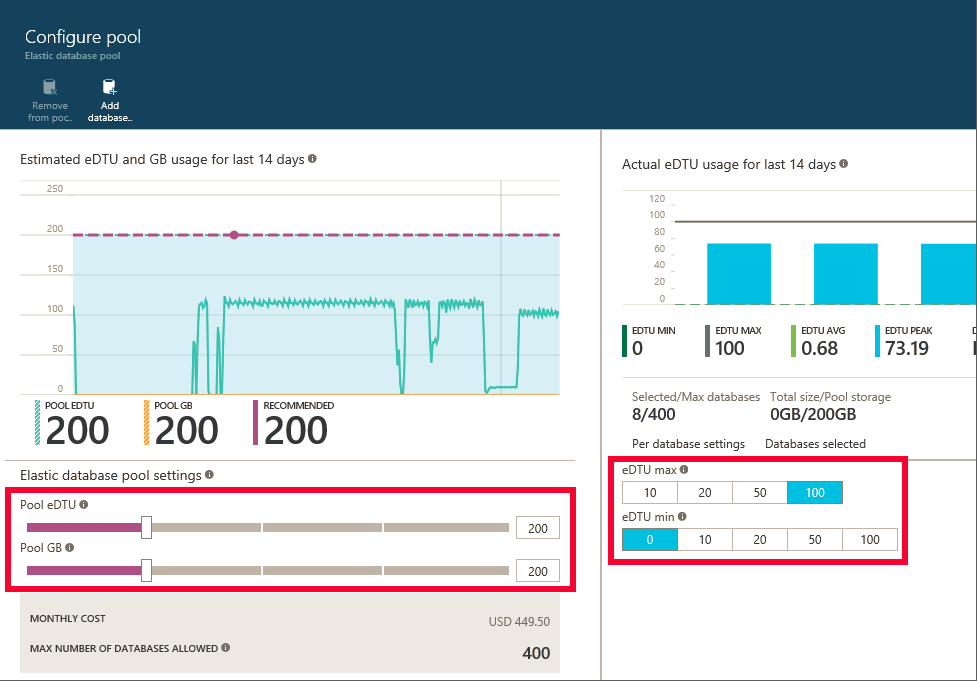 Configure pool
Elastic database pool
Remove
from poc..
Add
database..
Estimated eDTU and GB usage for last 14 days
250
200
150
100
50
0
POOL EDTU
200
POOL GB
200
RECOMMENDED
200
Elastic database pool settings
Pool eDTU
200
Pool GB
200
MONTHLY COST
USD 449.50
MAX NUMBER OF DATABASES ALLOWED
400
Actual eDTU usage for last 14 days
120
100
80
60
40
20
0
EDTU MIN
0
EDTU MAX
100
EDTU AVG
0.68
EDTU PEAK
73.19
Selected/Max databases
8/400
Total size/Pool storage
0GB/200GB
Per database settings
Databases selected
eDTU max
10 20 50 100
eDTU min
0 10 20 50 100